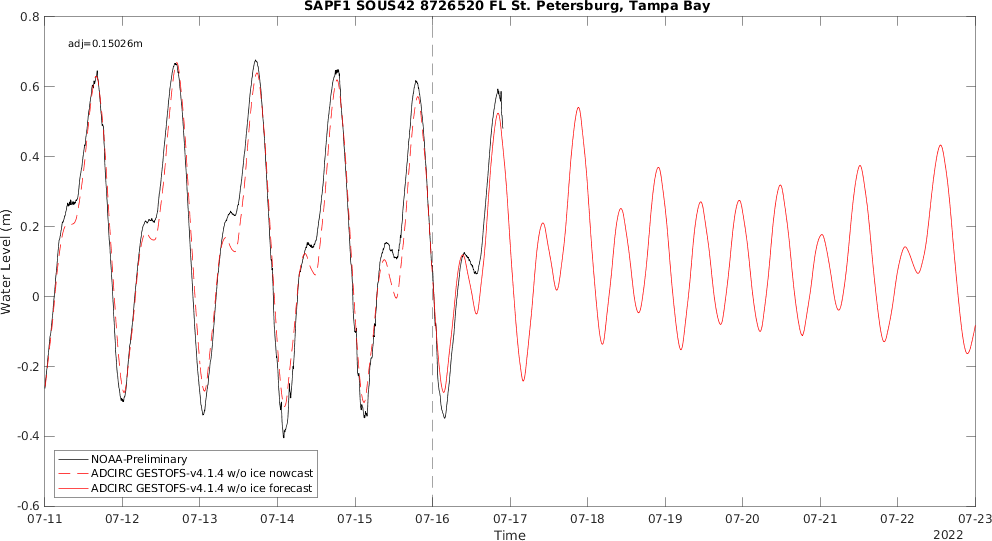 SAPF1 SOUS42 8726520 FL St. Petersburg, Tampa Bay
adj=0.15026m
0.8
0.6
0.4
0.2
0
-0.2
-0.4
-0.6
Water Level (m)
NOAA-Preliminary
ADCIRC GESTOFS-v4.1.4 w/o ice nowcast
ADCIRC GESTOFS-v4.1.4 w/o ice forecast
07-11 07-12 07-13 07-14 07-15 07-16 07-17 07-18 07-19 07-20 07-21 07-22 07-23
Time
2022